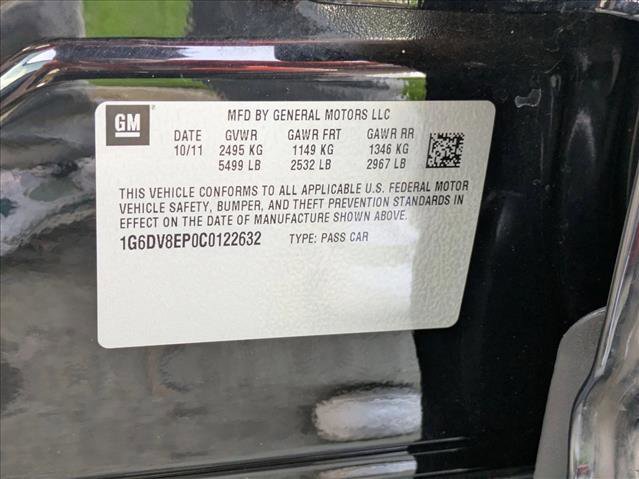 GM
MFD BY GENERAL MOTORS LLC
DATE GVWR GAWR FRT GAWR RR
10/11 2495 KG 1149 KG 1346 KG
5499 LB 2532 LB 2967 LB
THIS VEHICLE CONFORMS TO ALL APPLICABLE U.S. FEDERAL MOTOR
VEHICLE SAFETY, BUMPER, AND THEFT PREVENTION STANDARDS IN
EFFECT ON THE DATE OF MANUFACTURE SHOWN ABOVE.
1G6DV8EP0C0122632 TYPE: PASS CAR